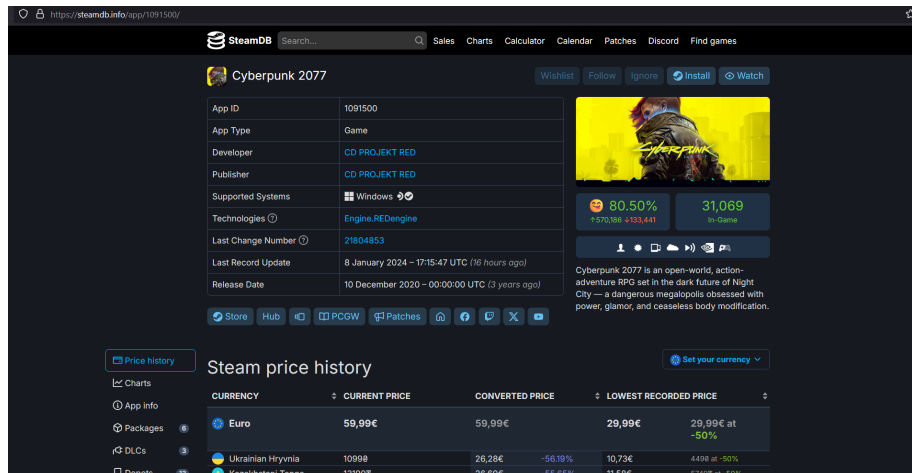 https://steamdb.info/app/1091500/
SteamDB Search... Sales Charts Calculator Calendar Patches Discord Find games
Cyberpunk 2077 Wishlist Follow Ignore Install Watch
App ID 1091500
App Type Game
Developer CD PROJEKT RED
Publisher CD PROJEKT RED
Supported Systems Windows
Technologies Engine.REDengine
Last Change Number 21804853
Last Record Update 8 January 2024 – 17:15:47 UTC (16 hours ago)
Release Date 10 December 2020 – 00:00:00 UTC (3 years ago)
CYBERPUNK
80.50% 31,069
↑570,186 ↓133,441 In-Game
Cyberpunk 2077 is an open-world, action-
adventure RPG set in the dark future of Night
City — a dangerous megalopolis obsessed with
power, glamor, and ceaseless body modification.
Store Hub PCGW Patches
Price history
Charts
App info
Packages 6
DLCs 3
Depots 12
Steam price history Set your currency
CURRENCY CURRENT PRICE CONVERTED PRICE LOWEST RECORDED PRICE
Euro 59,99€ 59,99€ 29,99€ 29,99€ at
-50%
Ukrainian Hryvnia 1099₴ 26,28€ -56.19% 10,73€ 449₴ at -50%
Kazakhstani Tenge